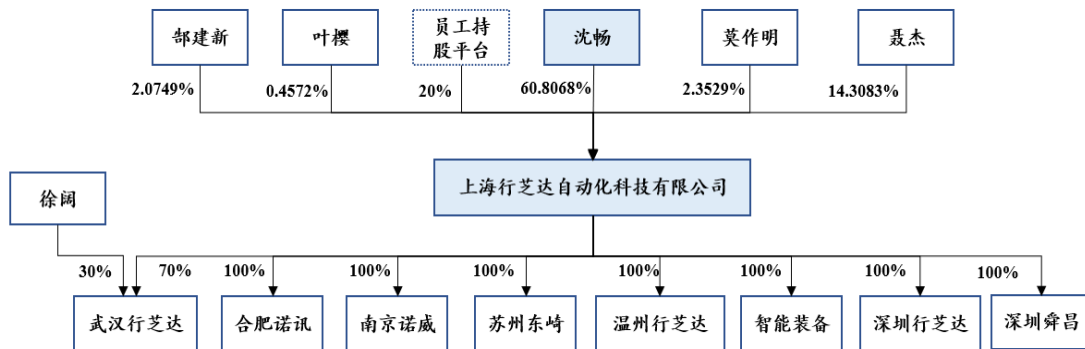 郜建新
叶樱
员工持
股平台
沈畅
莫作明
聂杰
2.0749%
0.4572%
20%
60.8068%
2.3529%
14.3083%
上海行芝达自动化科技有限公司
徐阔
30%
70%
100%
100%
100%
100%
100%
100%
100%
武汉行芝达
合肥诺讯
南京诺威
苏州东崎
温州行芝达
智能装备
深圳行芝达
深圳舜昌